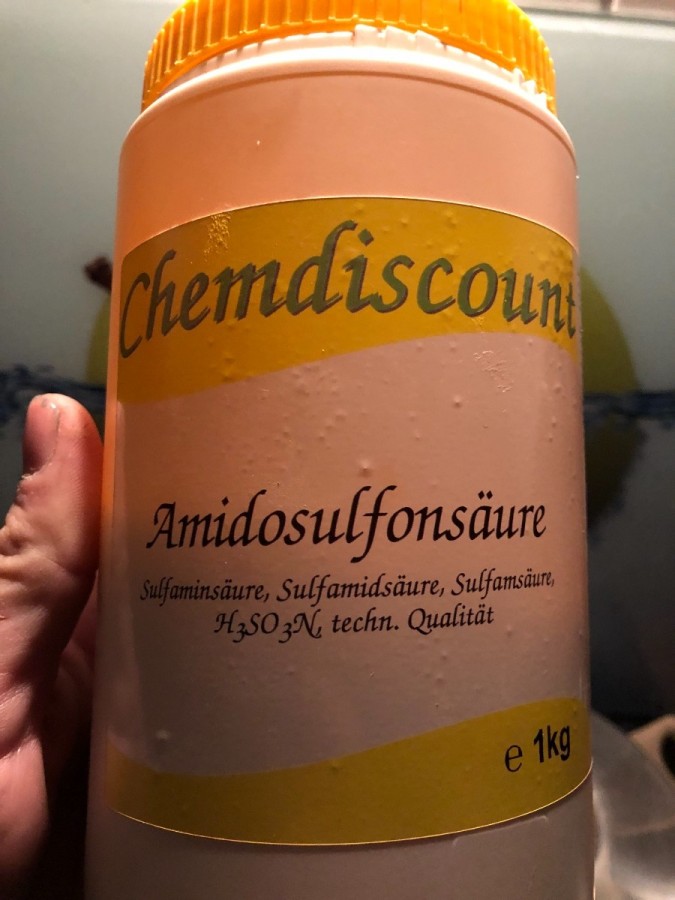 Chemdiscount
Amidosulfonsäure
Sulfaminsäure, Sulfamidsäure, Sulfamsäure,
H3SO3N, techn. Qualität
e 1kg